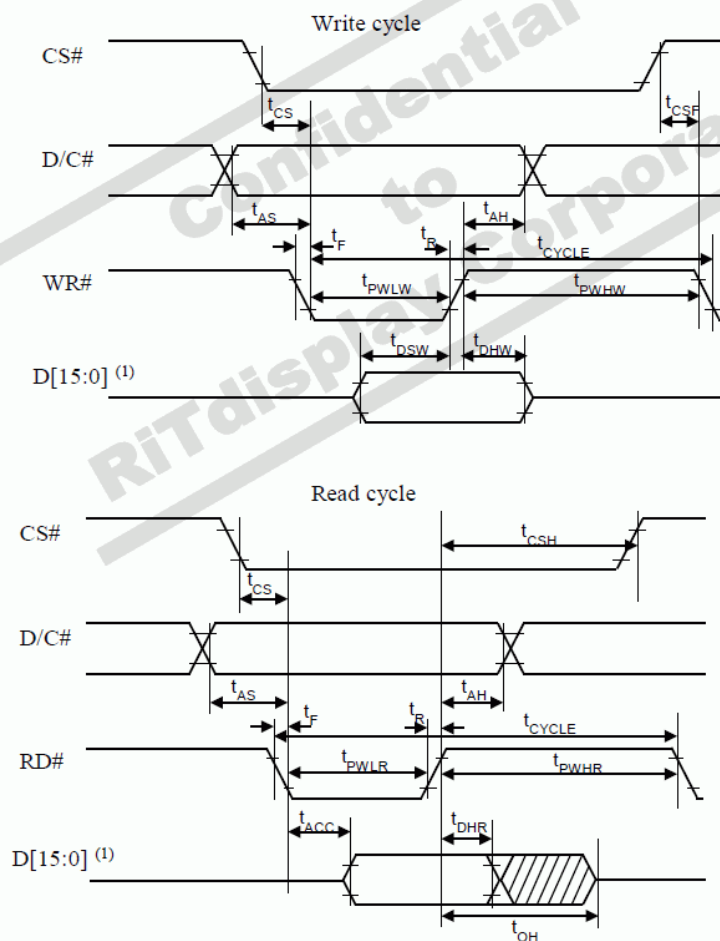 Write cycle
CS#
tCS
tCSF
D/C#
tAS
tAH
tF
tR
tCYCLE
WR#
tPWLW
tPWHW
tDSW
tDHW
D[15:0] (1)
Read cycle
CS#
tCSH
tCS
D/C#
tAS
tAH
tF
tR
tCYCLE
RD#
tPWLR
tPWHR
tACC
tDHR
D[15:0] (1)
tOH
Confidential
to
RiTdisplay Corpora